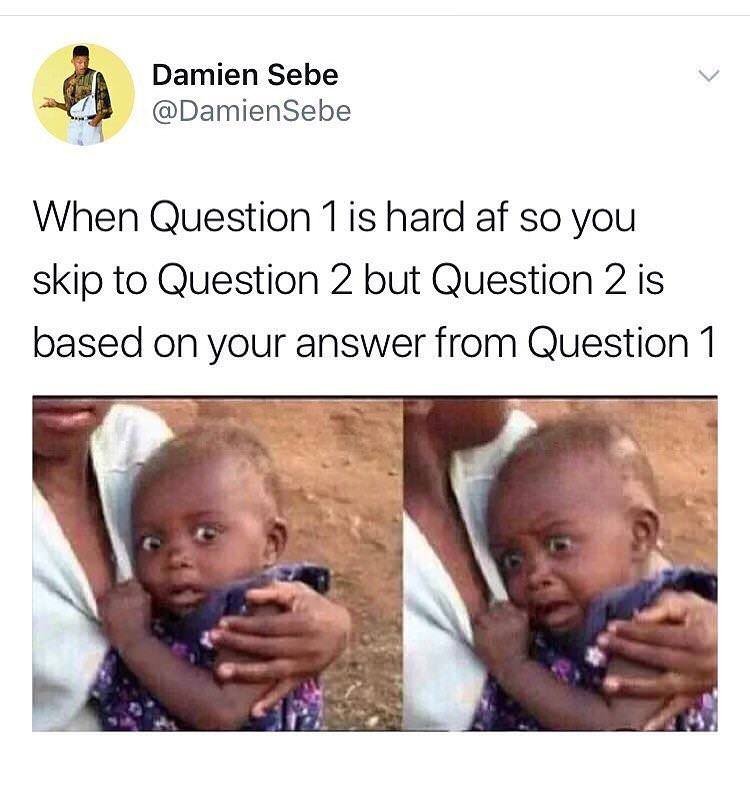 Damien Sebe
@DamienSebe
When Question 1 is hard af so you
skip to Question 2 but Question 2 is
based on your answer from Question 1